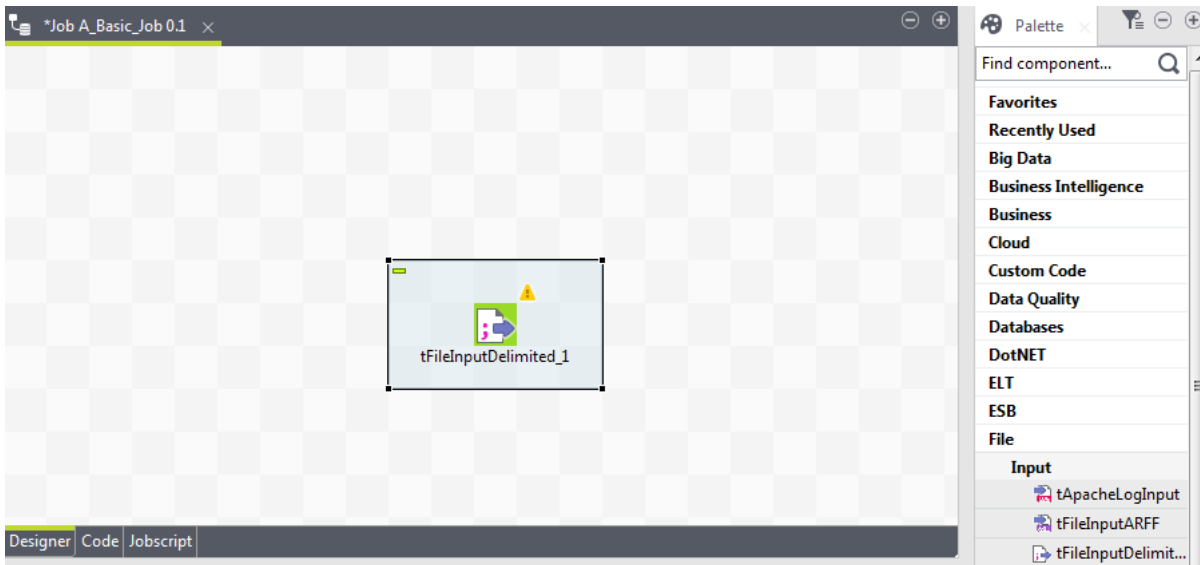 *Job A_Basic_Job 0.1
Palette
Find component...
Favorites
Recently Used
Big Data
Business Intelligence
Business
Cloud
Custom Code
Data Quality
Databases
DotNET
ELT
ESB
File
Input
tApacheLogInput
tFileInputARFF
tFileInputDelimit...
tFileInputDelimited_1
Designer Code Jobscript